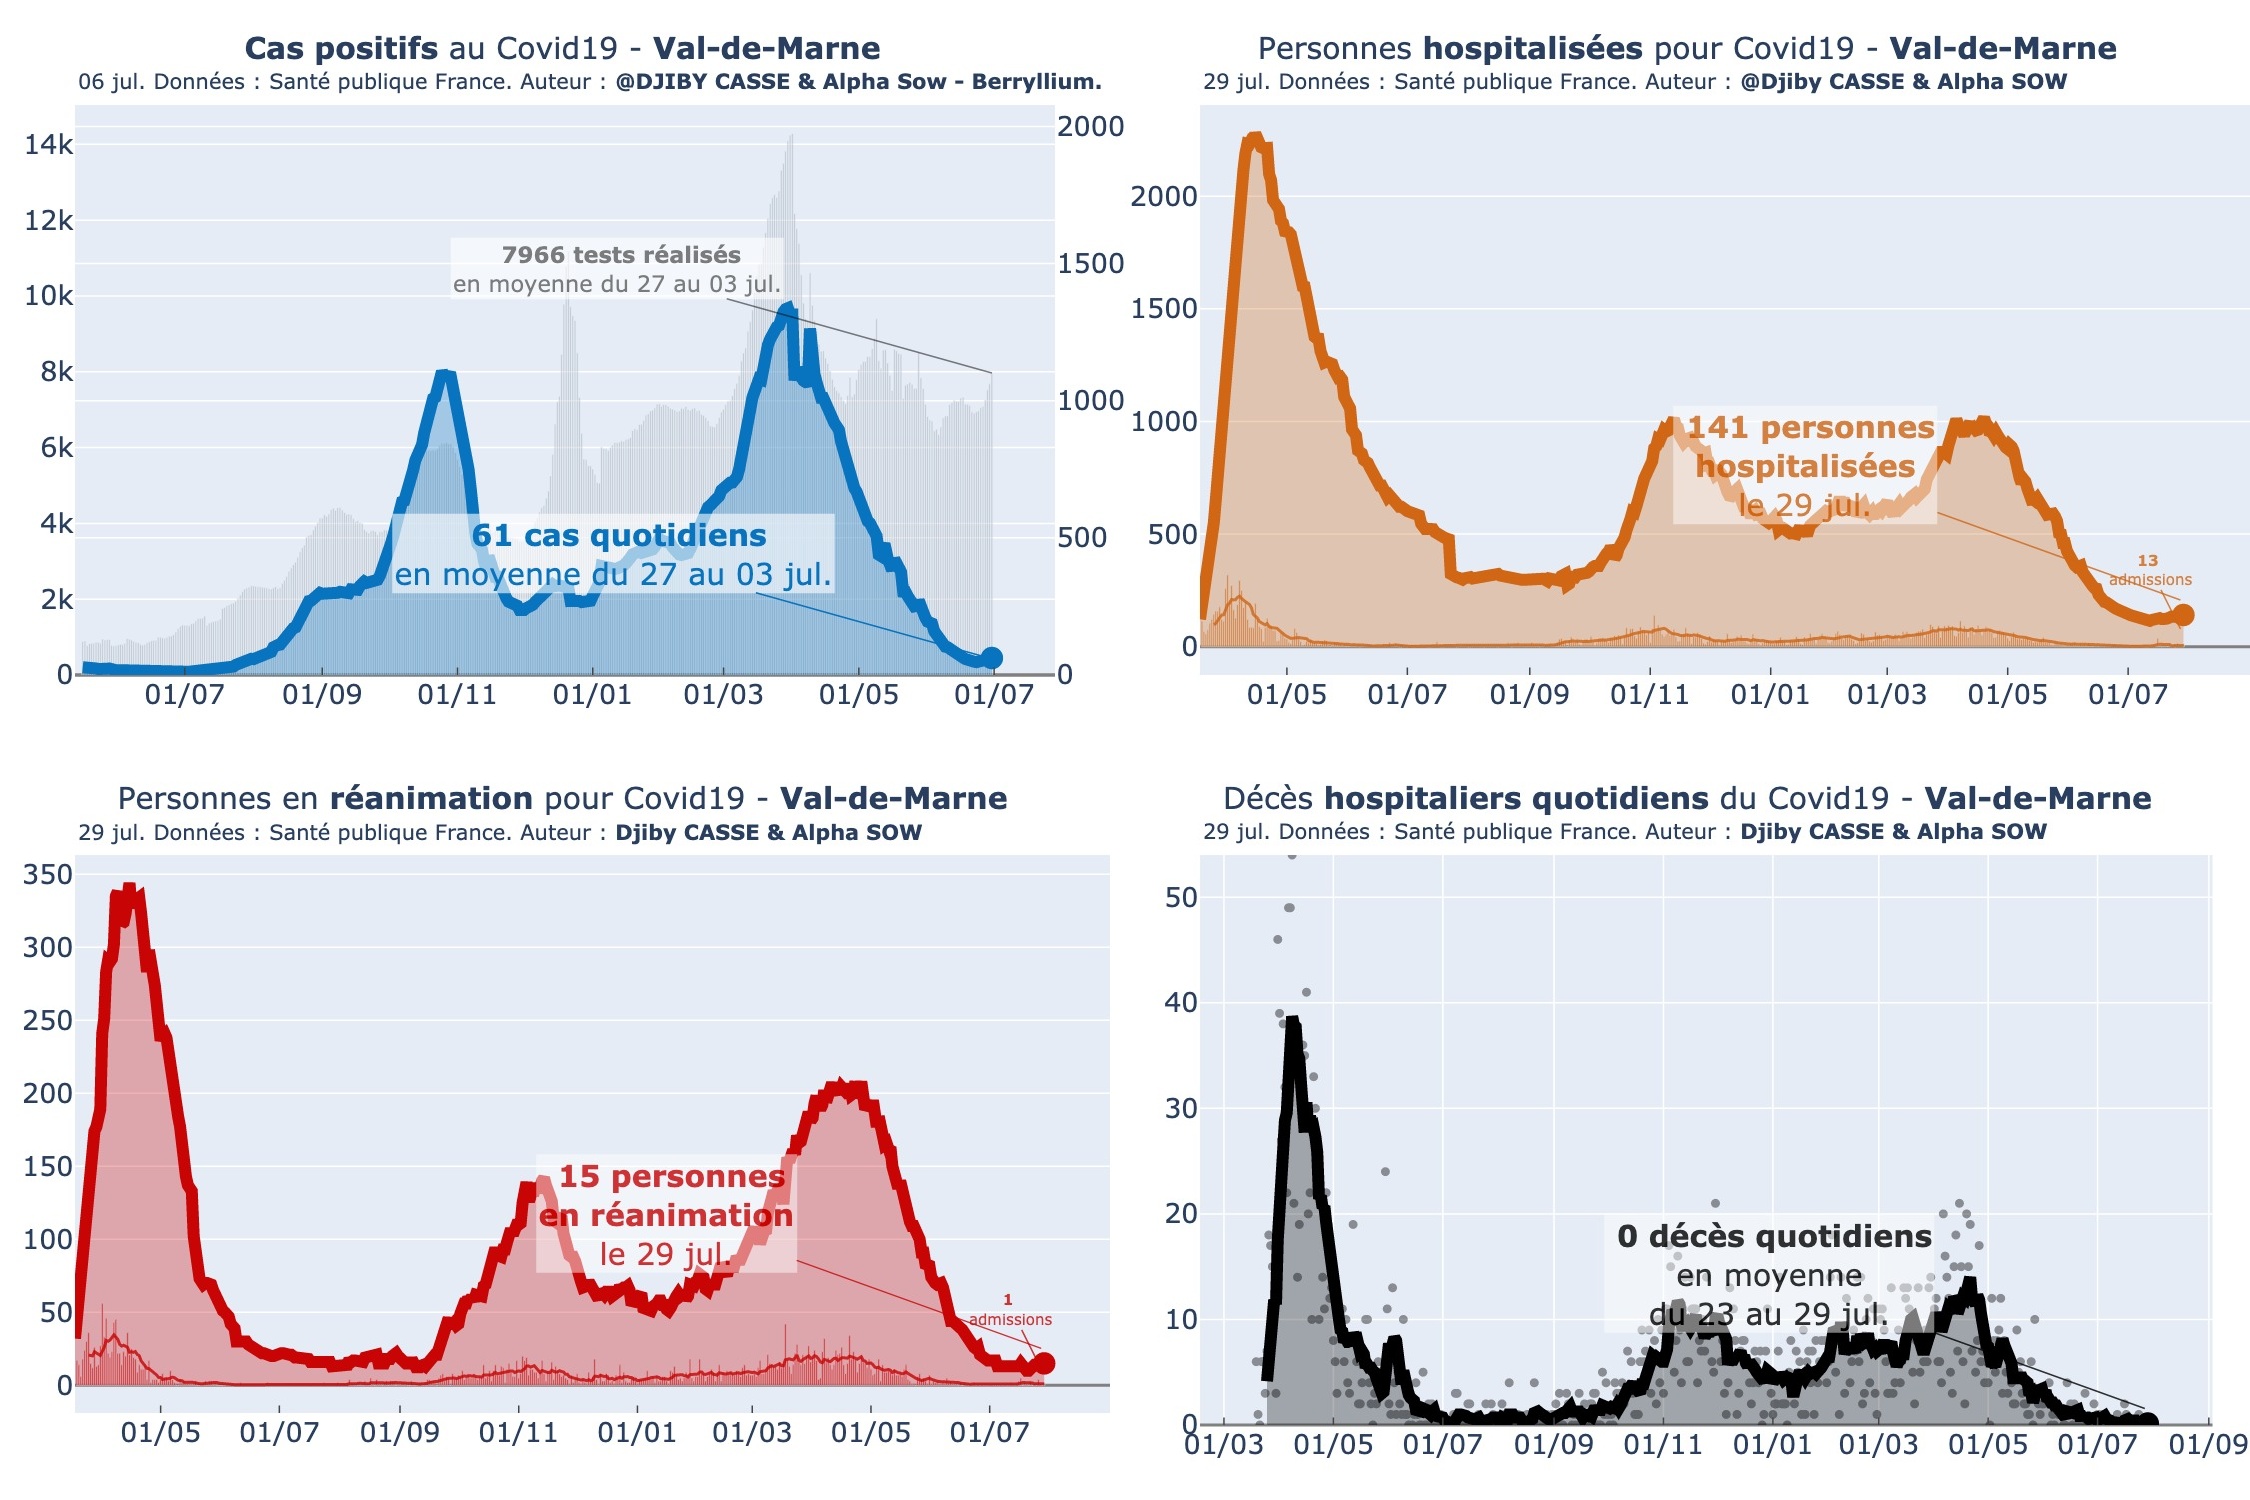 Cas positifs au Covid19 - Val-de-Marne
06 jul. Données : Santé publique France. Auteur : @DJIBY CASSE & Alpha Sow - Berryllium.
14k
12k
10k
8k
6k
4k
2k
0
2000
1500
1000
500
0
7966 tests réalisés
en moyenne du 27 au 03 jul.
61 cas quotidiens
en moyenne du 27 au 03 jul.
01/07 01/09 01/11 01/01 01/03 01/05 01/07
Personnes hospitalisées pour Covid19 - Val-de-Marne
29 jul. Données : Santé publique France. Auteur : @Djiby CASSE & Alpha SOW
2000
1500
1000
500
0
141 personnes
hospitalisées
le 29 jul.
13
admissions
01/05 01/07 01/09 01/11 01/01 01/03 01/05 01/07
Personnes en réanimation pour Covid19 - Val-de-Marne
29 jul. Données : Santé publique France. Auteur : Djiby CASSE & Alpha SOW
350
300
250
200
150
100
50
0
15 personnes
en réanimation
le 29 jul.
1
admissions
01/05 01/07 01/09 01/11 01/01 01/03 01/05 01/07
Décès hospitaliers quotidiens du Covid19 - Val-de-Marne
29 jul. Données : Santé publique France. Auteur : Djiby CASSE & Alpha SOW
50
40
30
20
10
0
0 décès quotidiens
en moyenne
du 23 au 29 jul.
01/03 01/05 01/07 01/09 01/11 01/01 01/03 01/05 01/07 01/09